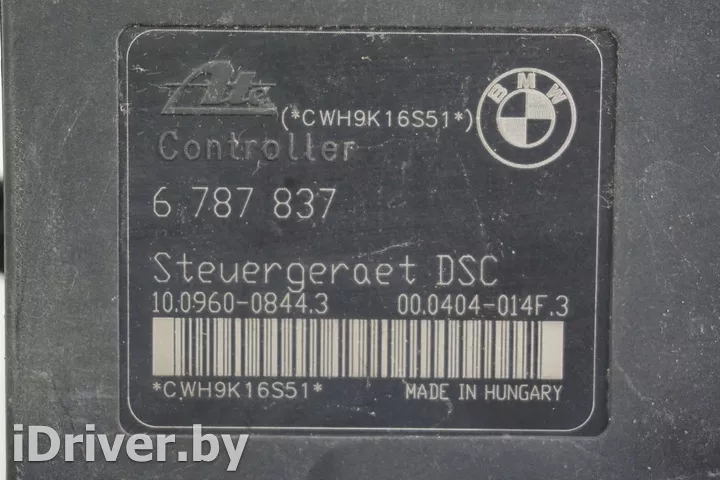 Ate
(*CWH9K16S51*)
BMW
Controller
6 787 837
Steuergeraet DSC
10.0960-0844.3 00.0404-014F.3
*CWH9K16S51* MADE IN HUNGARY
iDriver.by